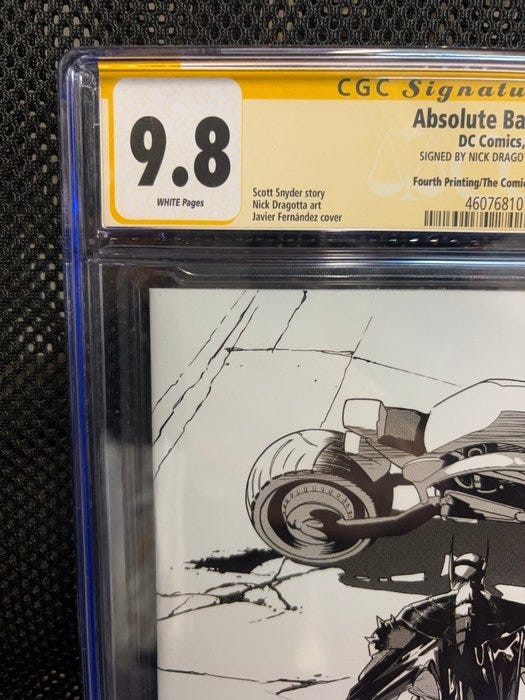 CGC Signatu
9.8
WHITE Pages
Absolute Ba
DC Comics,
SIGNED BY NICK DRAGO
Scott Snyder story
Nick Dragotta art
Javier Fernández cover
Fourth Printing/The Comic
46076810